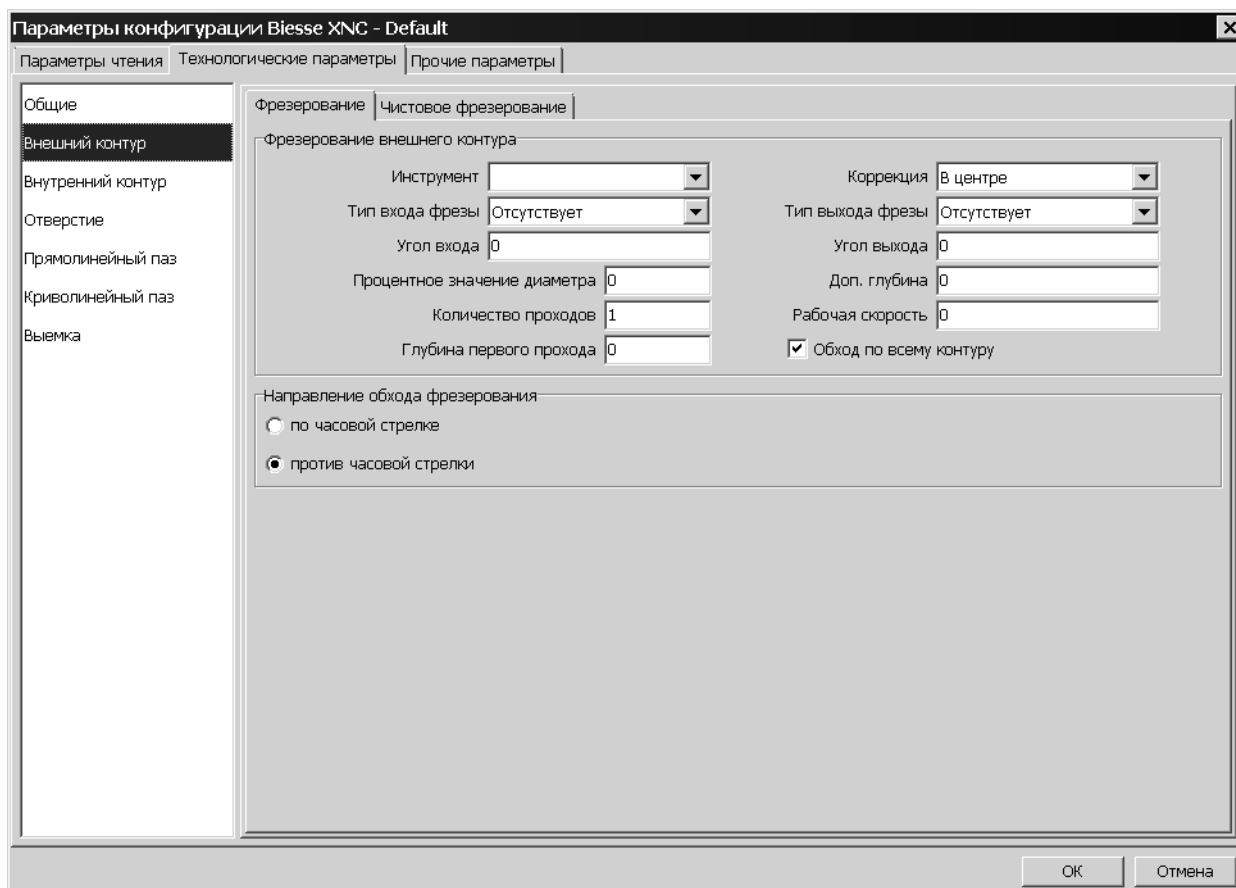 Параметры конфигурации Biesse XNC - Default
Параметры чтения Технологические параметры Прочие параметры
Общие
Внешний контур
Внутренний контур
Отверстие
Прямолинейный паз
Криволинейный паз
Выемка
Фрезерование Чистовое фрезерование
Фрезерование внешнего контура
Инструмент Коррекция В центре
Тип входа фрезы Отсутствует Тип выхода фрезы Отсутствует
Угол входа 0 Угол выхода 0
Процентное значение диаметра 0 Доп. глубина 0
Количество проходов 1 Рабочая скорость 0
Глубина первого прохода 0 Обход по всему контуру
Направление обхода фрезерования
по часовой стрелке
против часовой стрелки
ОК Отмена